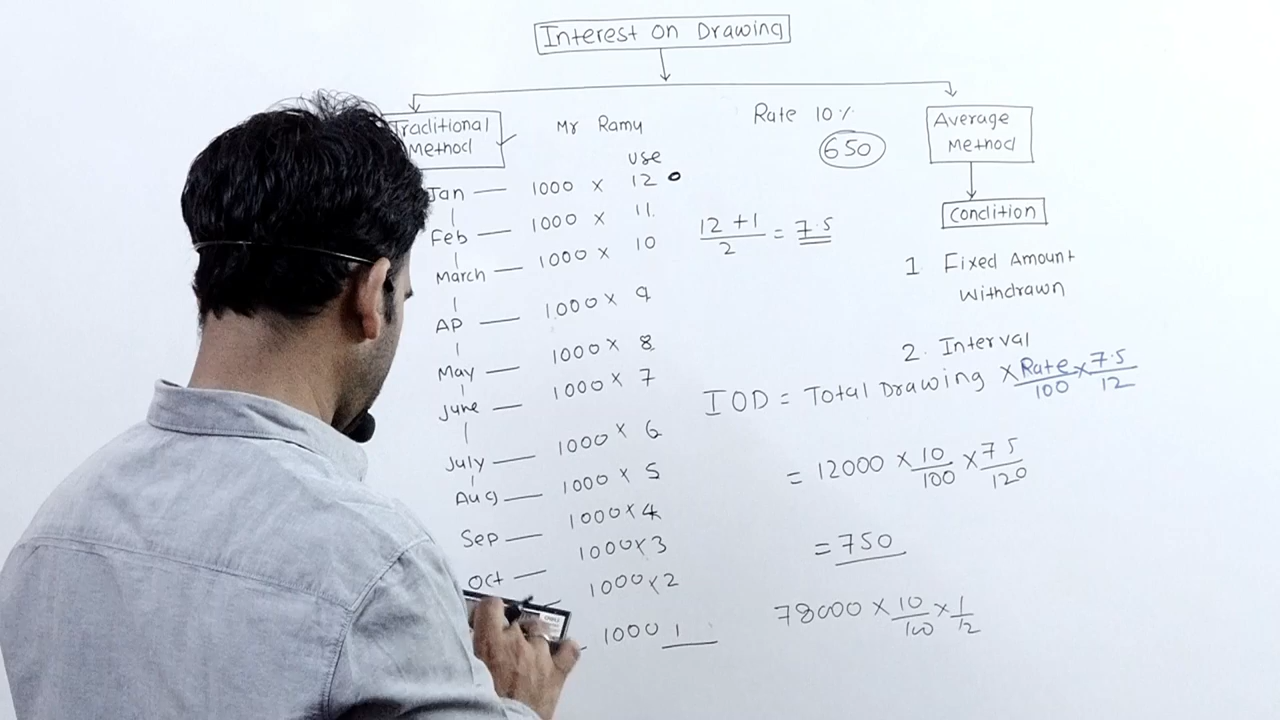 Interest On Drawing
Traditional
Method
Mr Ramu
Rate 10%
650
Average
Method
Condition
use
Jan — 1000 × 12
Feb — 1000 × 11
March — 1000 × 10
AP — 1000 × 9
May — 1000 × 8
June — 1000 × 7
July — 1000 × 6
Aug — 1000 × 5
Sep — 1000 × 4
Oct — 1000 × 3
1000 × 2
1000 1
12 + 1 / 2 = 7.5
1. Fixed Amount
Withdrawn
2. Interval
IOD = Total Drawing × Rate / 100 × 7.5 / 12
= 12000 × 10 / 100 × 75 / 120
= 750
78000 × 10 / 100 × 1 / 12